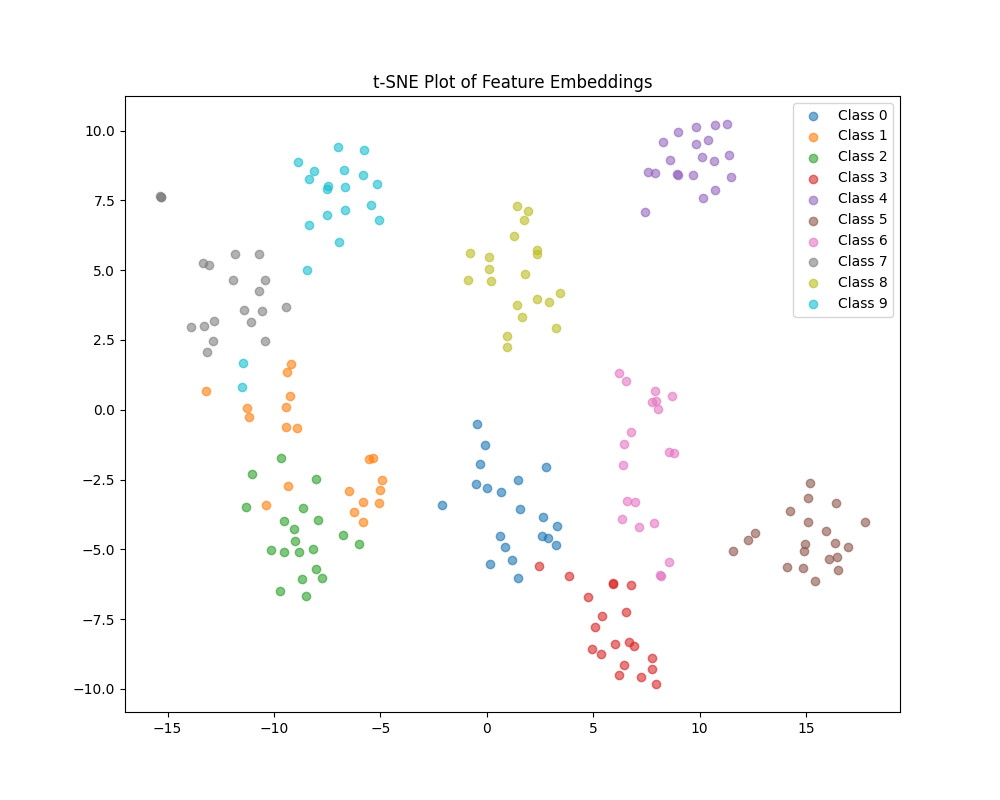 t-SNE Plot of Feature Embeddings
10.0
7.5
5.0
2.5
0.0
−2.5
−5.0
−7.5
−10.0
−15
−10
−5
0
5
10
15
Class 0
Class 1
Class 2
Class 3
Class 4
Class 5
Class 6
Class 7
Class 8
Class 9